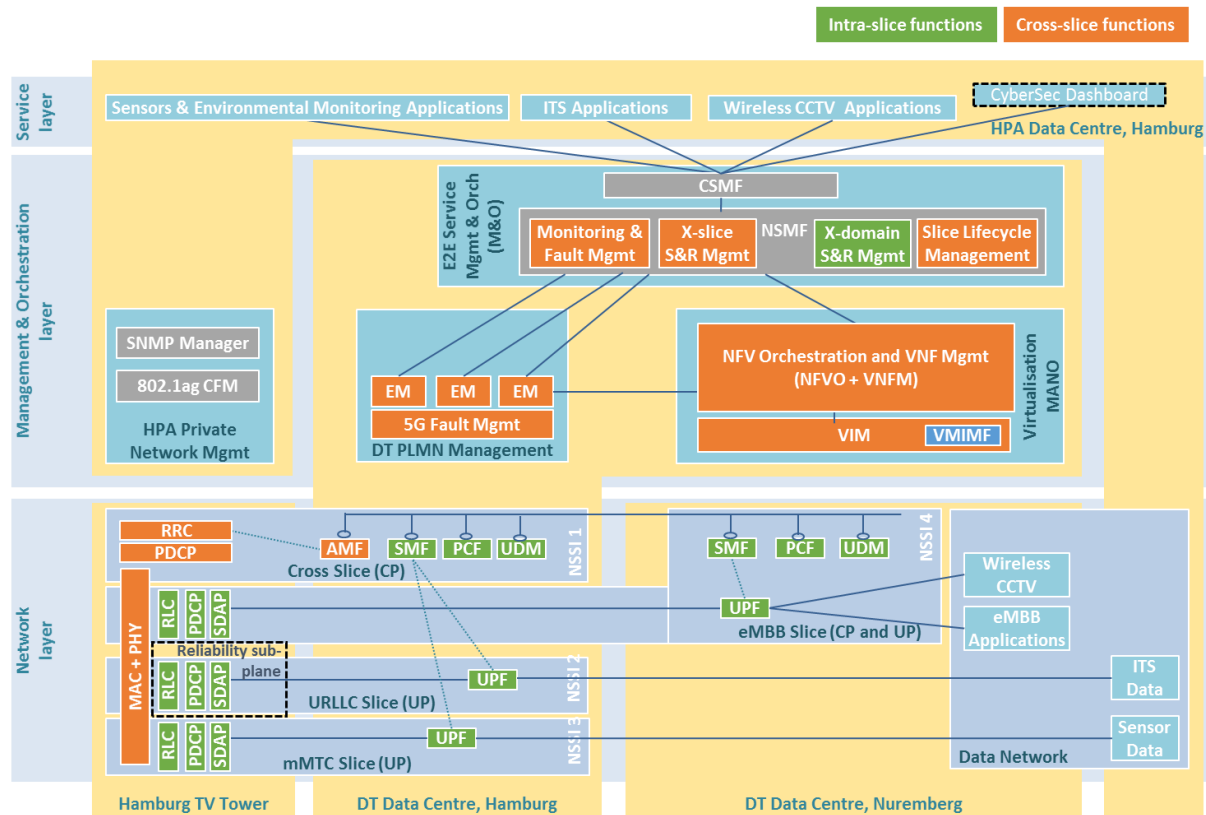 Intra-slice functions
Cross-slice functions
Service
layer
Sensors & Environmental Monitoring Applications
ITS Applications
Wireless CCTV Applications
CyberSec Dashboard
HPA Data Centre, Hamburg
Management & Orchestration
layer
E2E Service
Mgmt & Orch
(M&O)
CSMF
NSMF
Monitoring &
Fault Mgmt
X-slice
S&R Mgmt
X-domain
S&R Mgmt
Slice Lifecycle
Management
SNMP Manager
802.1ag CFM
HPA Private
Network Mgmt
EM
EM
EM
5G Fault Mgmt
DT PLMN Management
NFV Orchestration and VNF Mgmt
(NFVO + VNFM)
VIM
VMIMF
Virtualisation
MANO
Network
layer
RRC
PDCP
AMF
SMF
PCF
UDM
Cross Slice (CP)
NSSI 1
SMF
PCF
UDM
NSSI 4
MAC + PHY
RLC
PDCP
SDAP
UPF
eMBB Slice (CP and UP)
Wireless
CCTV
eMBB
Applications
Reliability sub-
plane
RLC
PDCP
SDAP
UPF
URLLC Slice (UP)
NSSI 2
ITS
Data
RLC
PDCP
SDAP
UPF
mMTC Slice (UP)
NSSI 3
Sensor
Data
Data Network
Hamburg TV Tower
DT Data Centre, Hamburg
DT Data Centre, Nuremberg